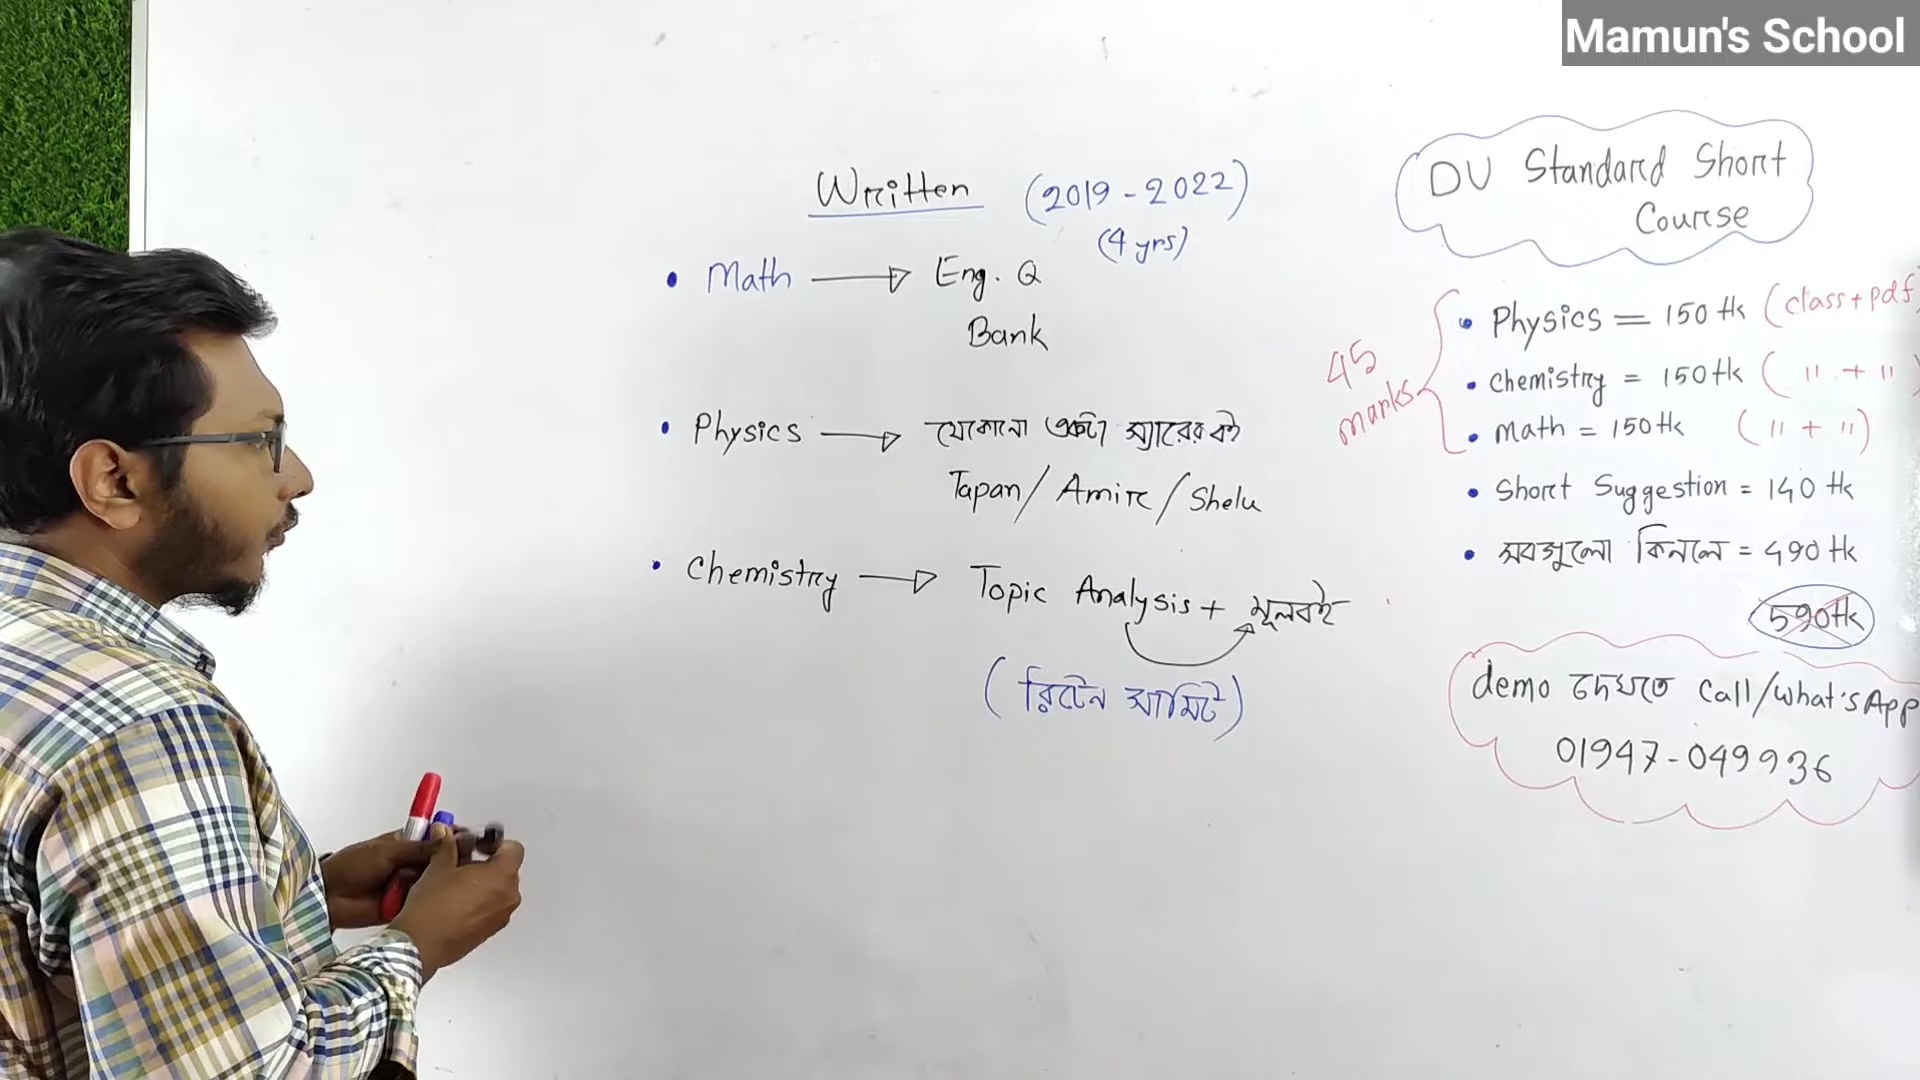 Mamun's School
Written (2019-2022)
(4 yrs)
• Math → Eng. Q
Bank
• Physics → যেকোনো একটা স্যারের বই
Tapan/Amir/Shelu
• Chemistry → Topic Analysis + মূলবই
(রিটেন সামিট)
DU Standard Short
Course
45
marks
• Physics = 150 tk (class + pdf)
• Chemistry = 150 tk ( " + " )
• Math = 150 tk ( " + " )
• Short Suggestion = 140 tk
• সবগুলো কিনলে = 490 tk
590 tk
demo দেখতে Call/What'sApp
01947-049936